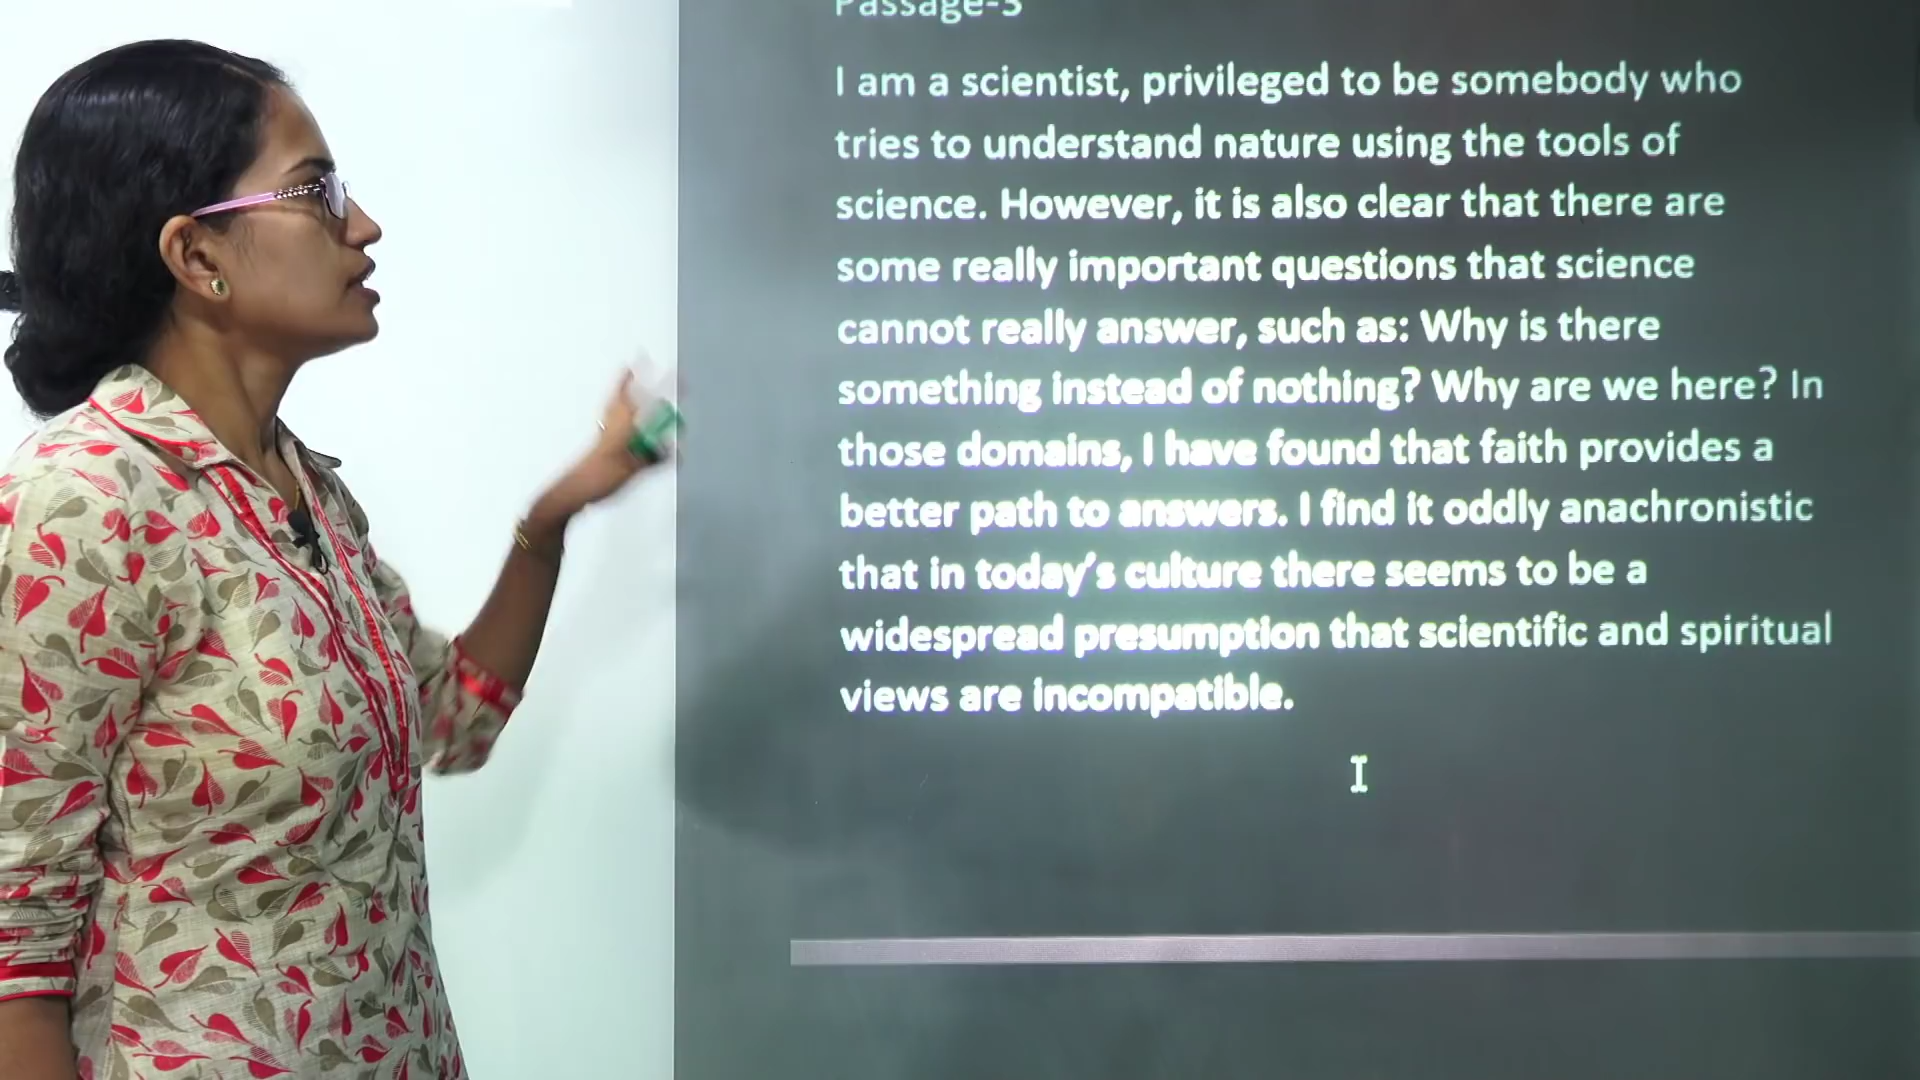 Passage-3
I am a scientist, privileged to be somebody who
tries to understand nature using the tools of
science. However, it is also clear that there are
some really important questions that science
cannot really answer, such as: Why is there
something instead of nothing? Why are we here? In
those domains, I have found that faith provides a
better path to answers. I find it oddly anachronistic
that in today's culture there seems to be a
widespread presumption that scientific and spiritual
views are incompatible.